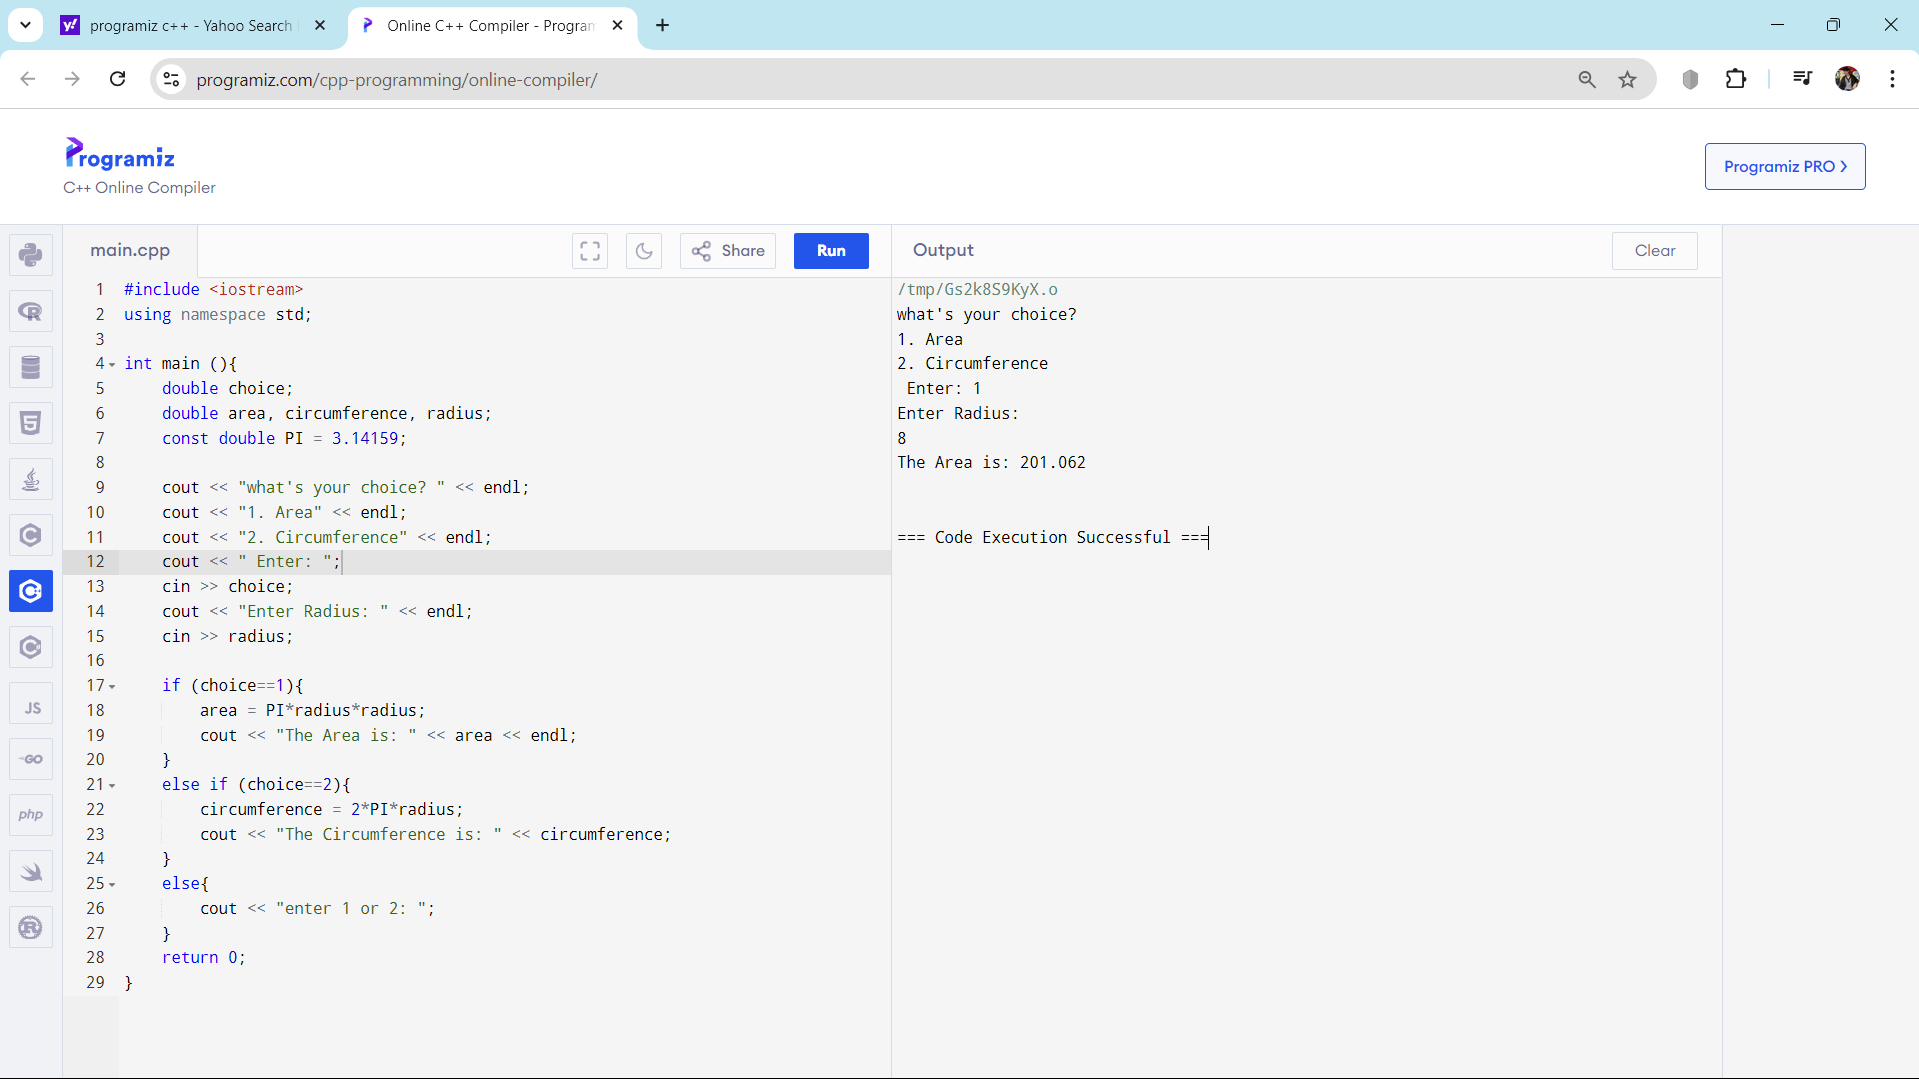 programiz c++ - Yahoo Search
Online C++ Compiler - Program
programiz.com/cpp-programming/online-compiler/
Programiz
C++ Online Compiler
Programiz PRO >
main.cpp
Share
Run
Output
Clear
1 #include <iostream>
2 using namespace std;
3
4 int main (){
5     double choice;
6     double area, circumference, radius;
7     const double PI = 3.14159;
8
9     cout << "what's your choice? " << endl;
10     cout << "1. Area" << endl;
11     cout << "2. Circumference" << endl;
12     cout << " Enter: ";
13     cin >> choice;
14     cout << "Enter Radius: " << endl;
15     cin >> radius;
16
17     if (choice==1){
18         area = PI*radius*radius;
19         cout << "The Area is: " << area << endl;
20     }
21     else if (choice==2){
22         circumference = 2*PI*radius;
23         cout << "The Circumference is: " << circumference;
24     }
25     else{
26         cout << "enter 1 or 2: ";
27     }
28     return 0;
29 }
/tmp/Gs2k8S9KyX.o
what's your choice?
1. Area
2. Circumference
 Enter: 1
Enter Radius:
8
The Area is: 201.062
=== Code Execution Successful ===
JS
GO
php